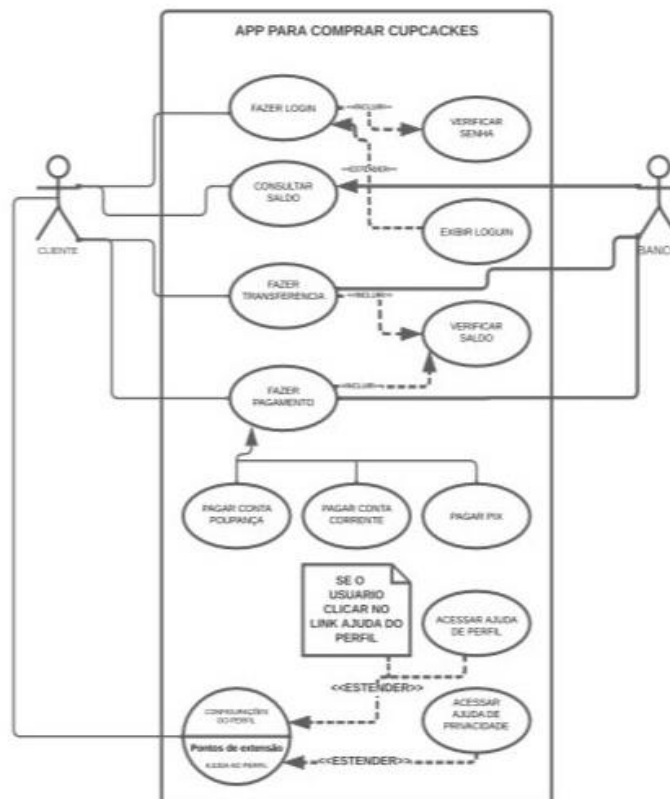 APP PARA COMPRAR CUPCACKES
FAZER LOGIN
<<INCLUIR>>
VERIFICAR
SENHA
<<ESTENDER>>
CONSULTAR
SALDO
EXIBIR LOGUIN
CLIENTE
BANCO
FAZER
TRANSFERENCIA
<<INCLUIR>>
VERIFICAR
SALDO
FAZER
PAGAMENTO
<<INCLUIR>>
PAGAR CONTA
POUPANÇA
PAGAR CONTA
CORRENTE
PAGAR PIX
SE O
USUARIO
CLICAR NO
LINK AJUDA DO
PERFIL
ACESSAR AJUDA
DE PERFIL
<<ESTENDER>>
CONFIGURAÇÕES
DO PERFIL
Pontos de extensão
AJUDA NO PERFIL
ACESSAR
AJUDA DE
PRIVACIDADE
<<ESTENDER>>